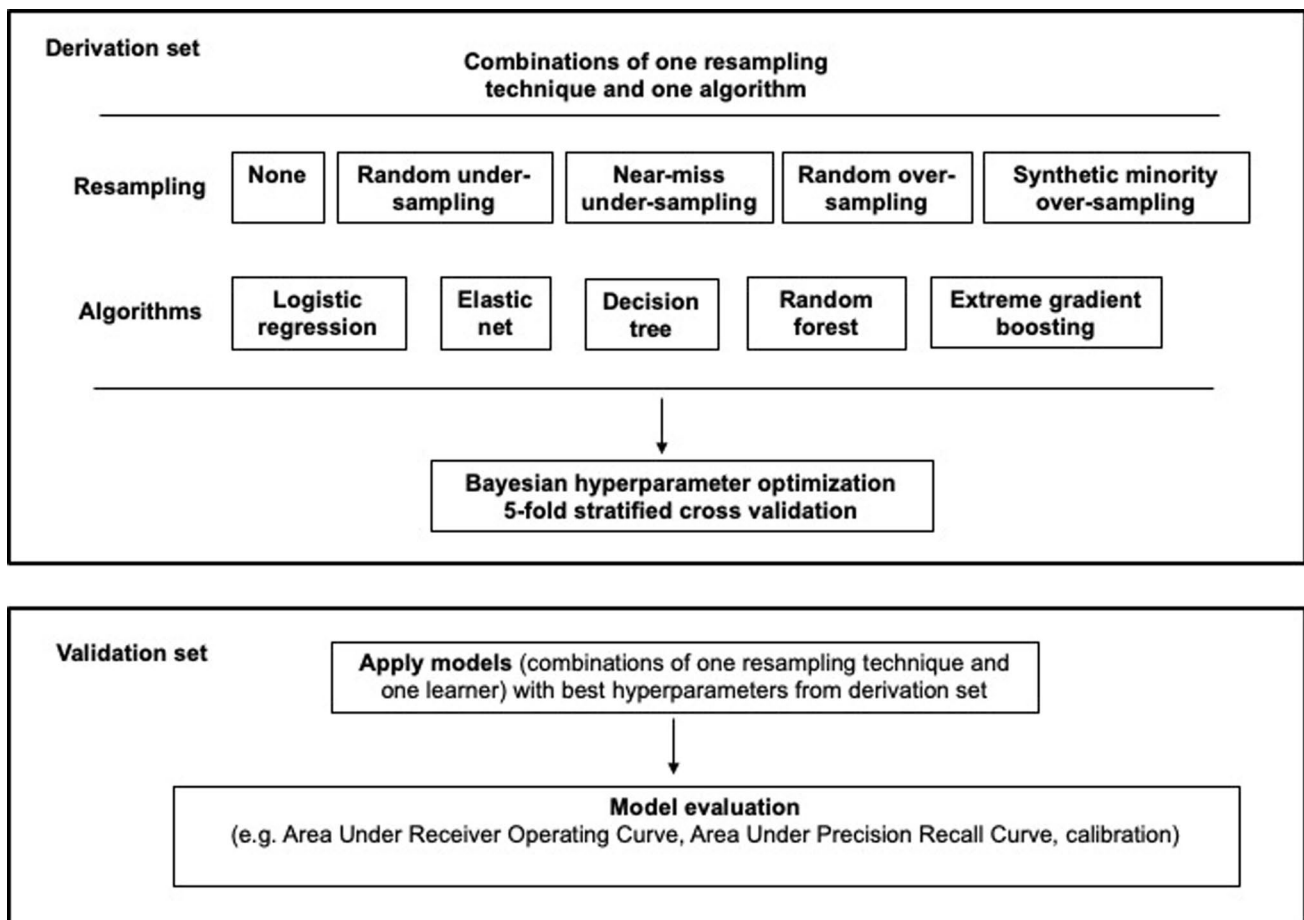 Derivation set
Combinations of one resampling
technique and one algorithm
Resampling
None
Random under-
sampling
Near-miss
under-sampling
Random over-
sampling
Synthetic minority
over-sampling
Algorithms
Logistic
regression
Elastic
net
Decision
tree
Random
forest
Extreme gradient
boosting
Bayesian hyperparameter optimization
5-fold stratified cross validation
Validation set
Apply models (combinations of one resampling technique and
one learner) with best hyperparameters from derivation set
Model evaluation
(e.g. Area Under Receiver Operating Curve, Area Under Precision Recall Curve, calibration)